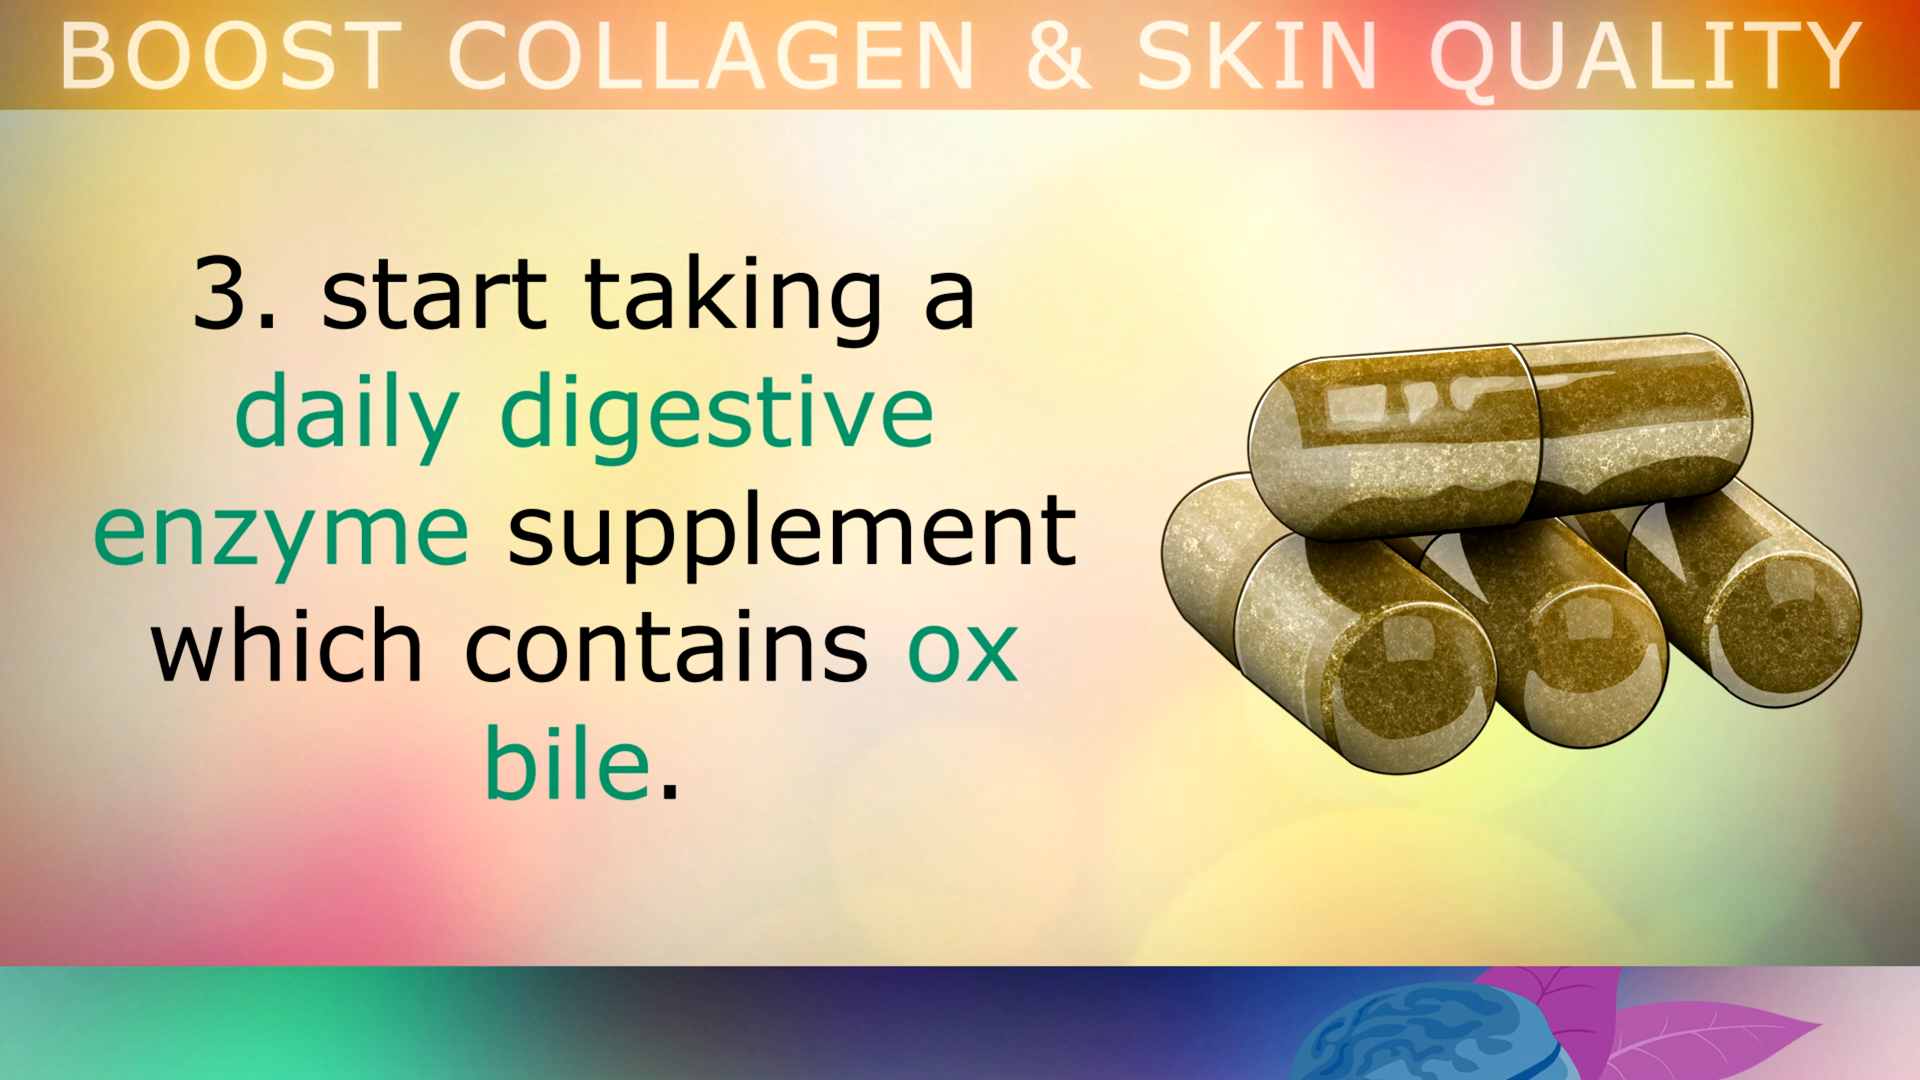 BOOST COLLAGEN & SKIN QUALITY
3. start taking a
daily digestive
enzyme supplement
which contains ox
bile.